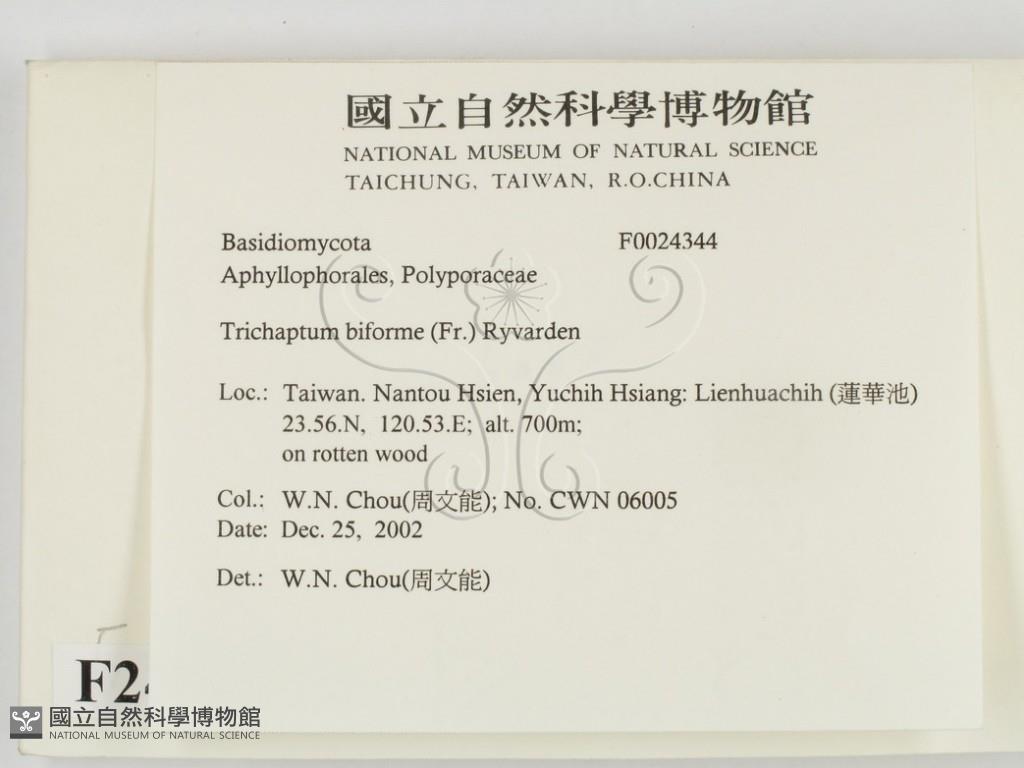 國立自然科學博物館
NATIONAL MUSEUM OF NATURAL SCIENCE
TAICHUNG, TAIWAN, R.O.CHINA
Basidiomycota F0024344
Aphyllophorales, Polyporaceae
Trichaptum biforme (Fr.) Ryvarden
Loc.: Taiwan. Nantou Hsien, Yuchih Hsiang: Lienhuachih (蓮華池)
23.56.N, 120.53.E; alt. 700m;
on rotten wood
Col.: W.N. Chou(周文能); No. CWN 06005
Date: Dec. 25, 2002
Det.: W.N. Chou(周文能)
F24
國立自然科學博物館
NATIONAL MUSEUM OF NATURAL SCIENCE